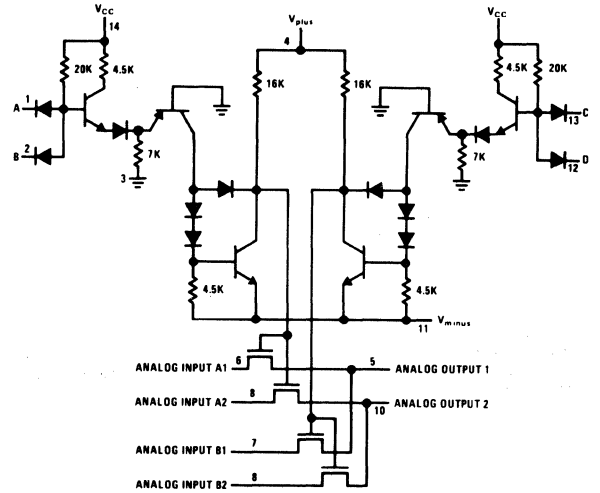 VCC
14
Vplus
4
VCC
20K
4.5K
16K
16K
4.5K
20K
A 1
13 C
B 2
12 D
7K
3
7K
4.5K
4.5K
11 Vminus
ANALOG INPUT A1 6
5 ANALOG OUTPUT 1
ANALOG INPUT A2 8
10 ANALOG OUTPUT 2
ANALOG INPUT B1 7
ANALOG INPUT B2 8